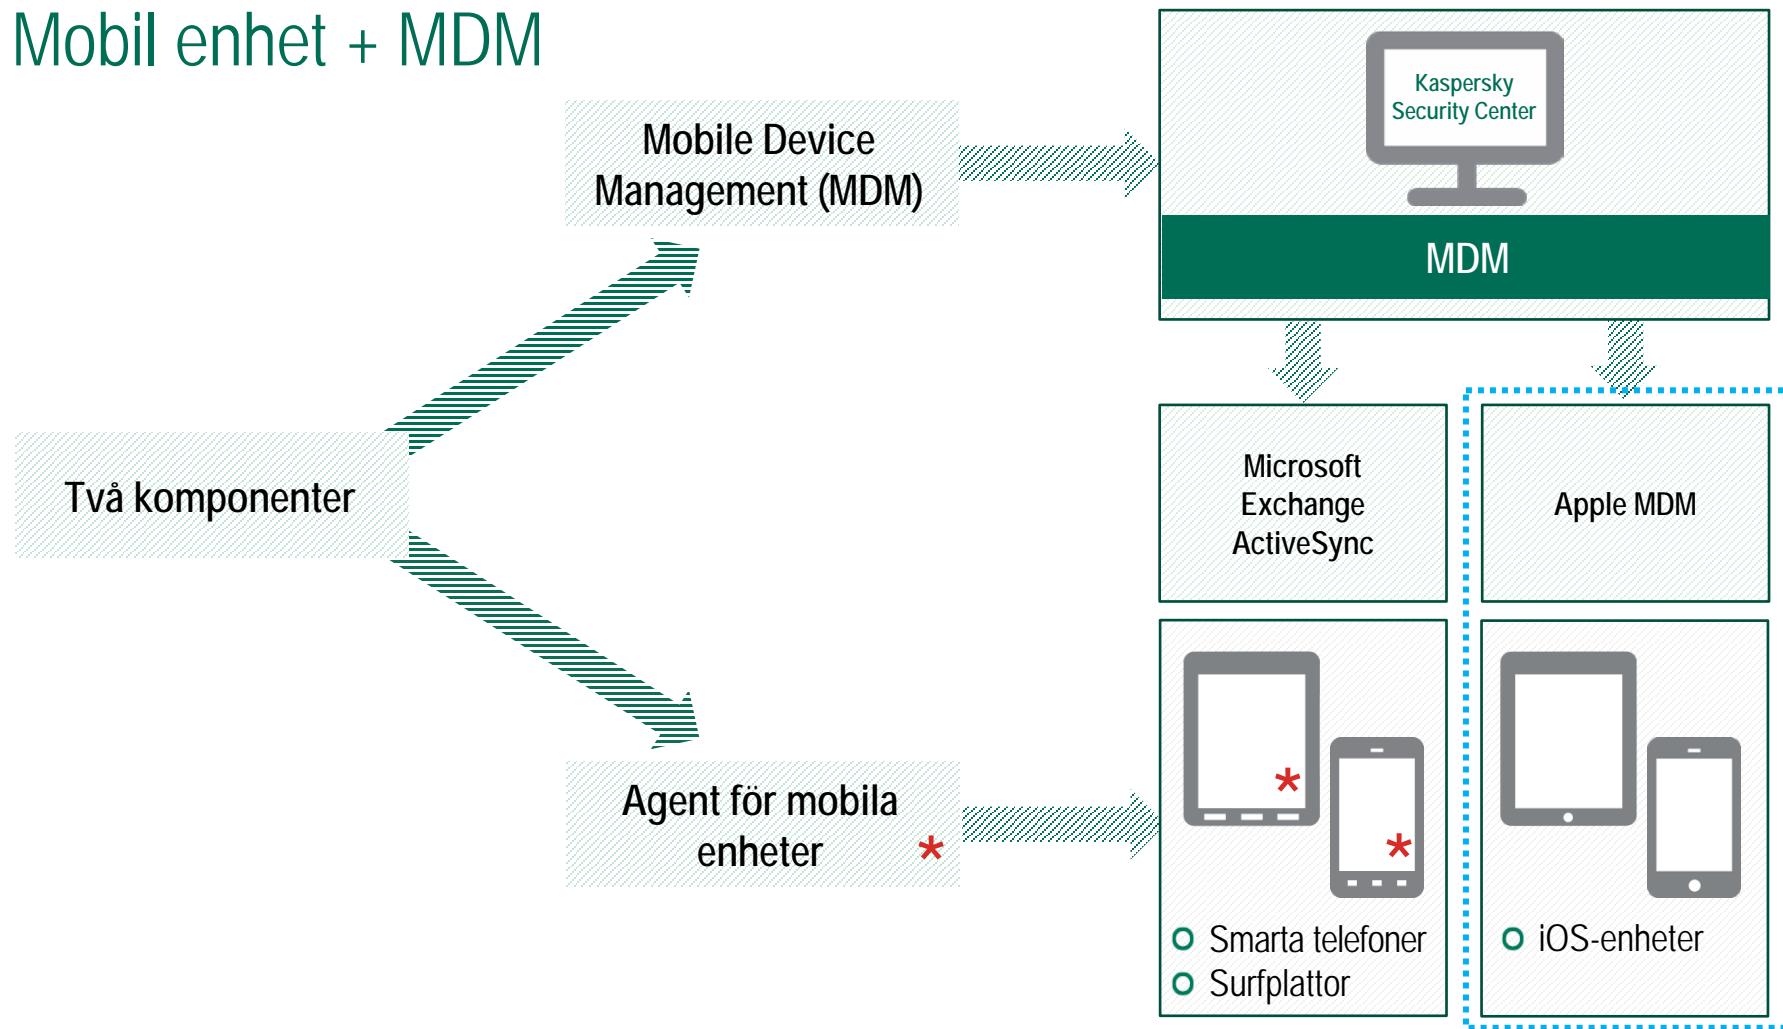 Mobil enhet + MDM
Kaspersky
Security Center
Mobile Device
Management (MDM)
MDM
Två komponenter
Microsoft
Exchange
ActiveSync
Apple MDM
Agent för mobila
enheter *
*
*
Smarta telefoner
Surfplattor
iOS-enheter